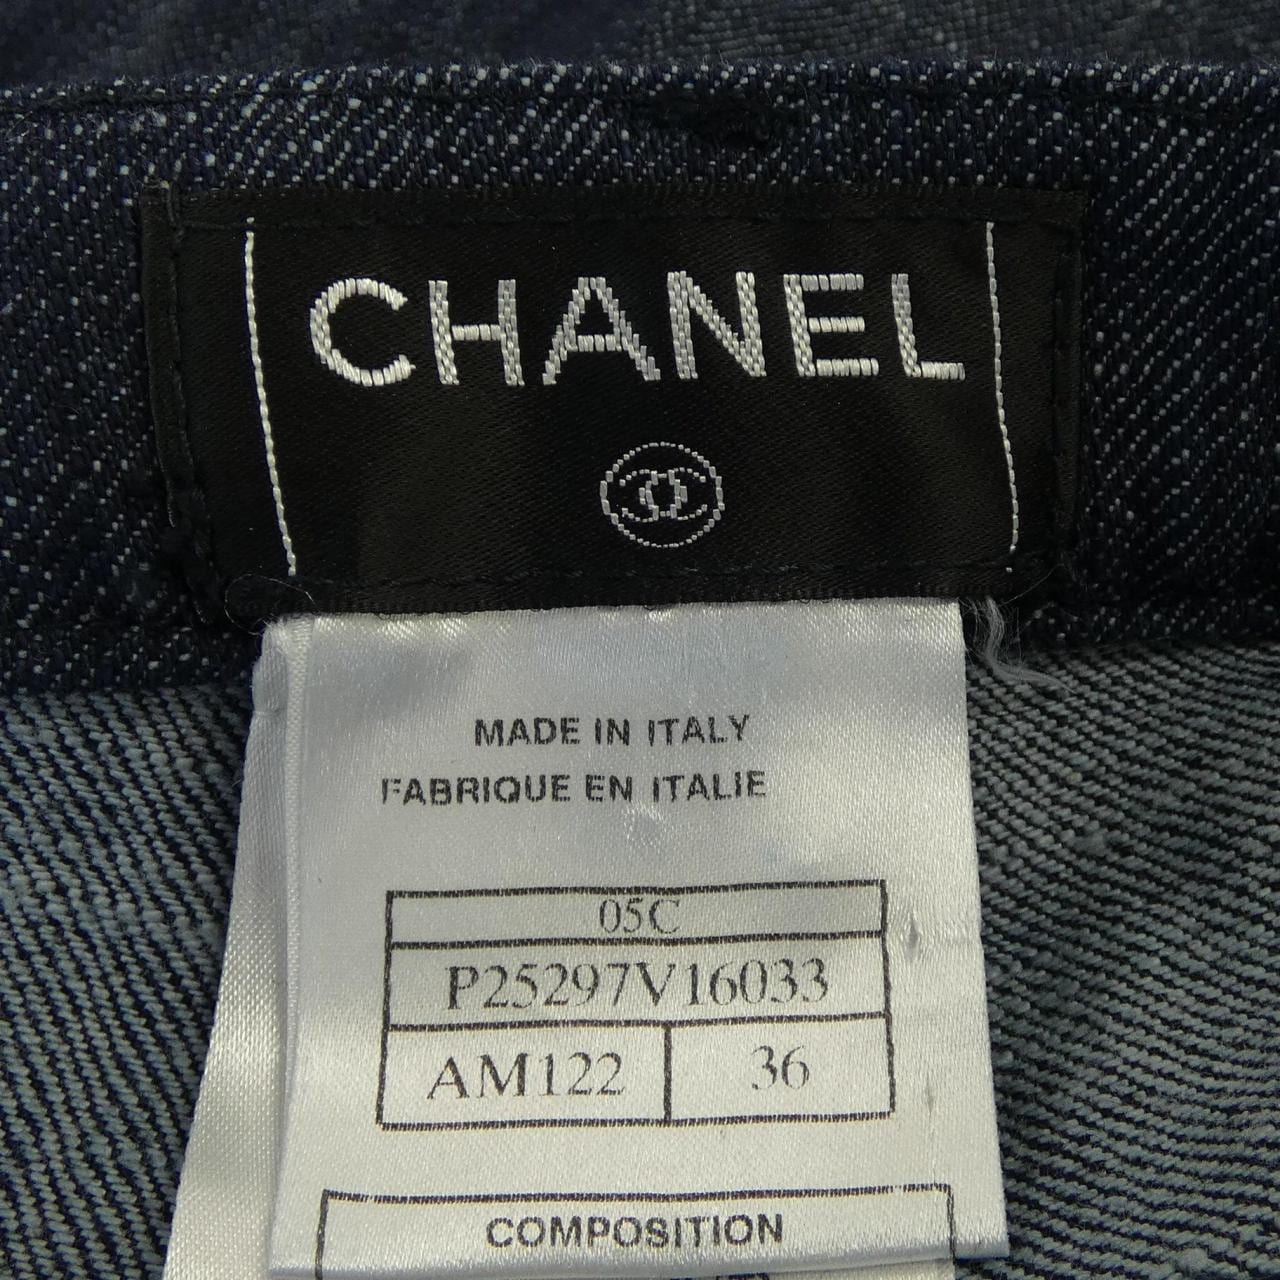 CHANEL
MADE IN ITALY
FABRIQUE EN ITALIE
05C
P25297V16033
AM122 36
COMPOSITION